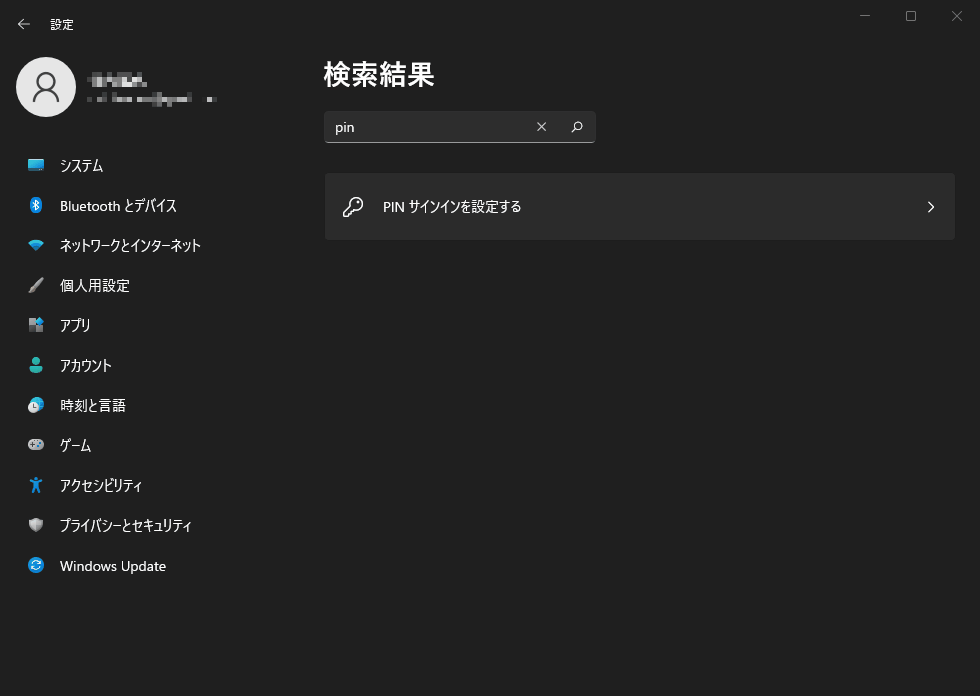 設定
検索結果
pin
PIN サインインを設定する
システム
Bluetooth とデバイス
ネットワークとインターネット
個人用設定
アプリ
アカウント
時刻と言語
ゲーム
アクセシビリティ
プライバシーとセキュリティ
Windows Update